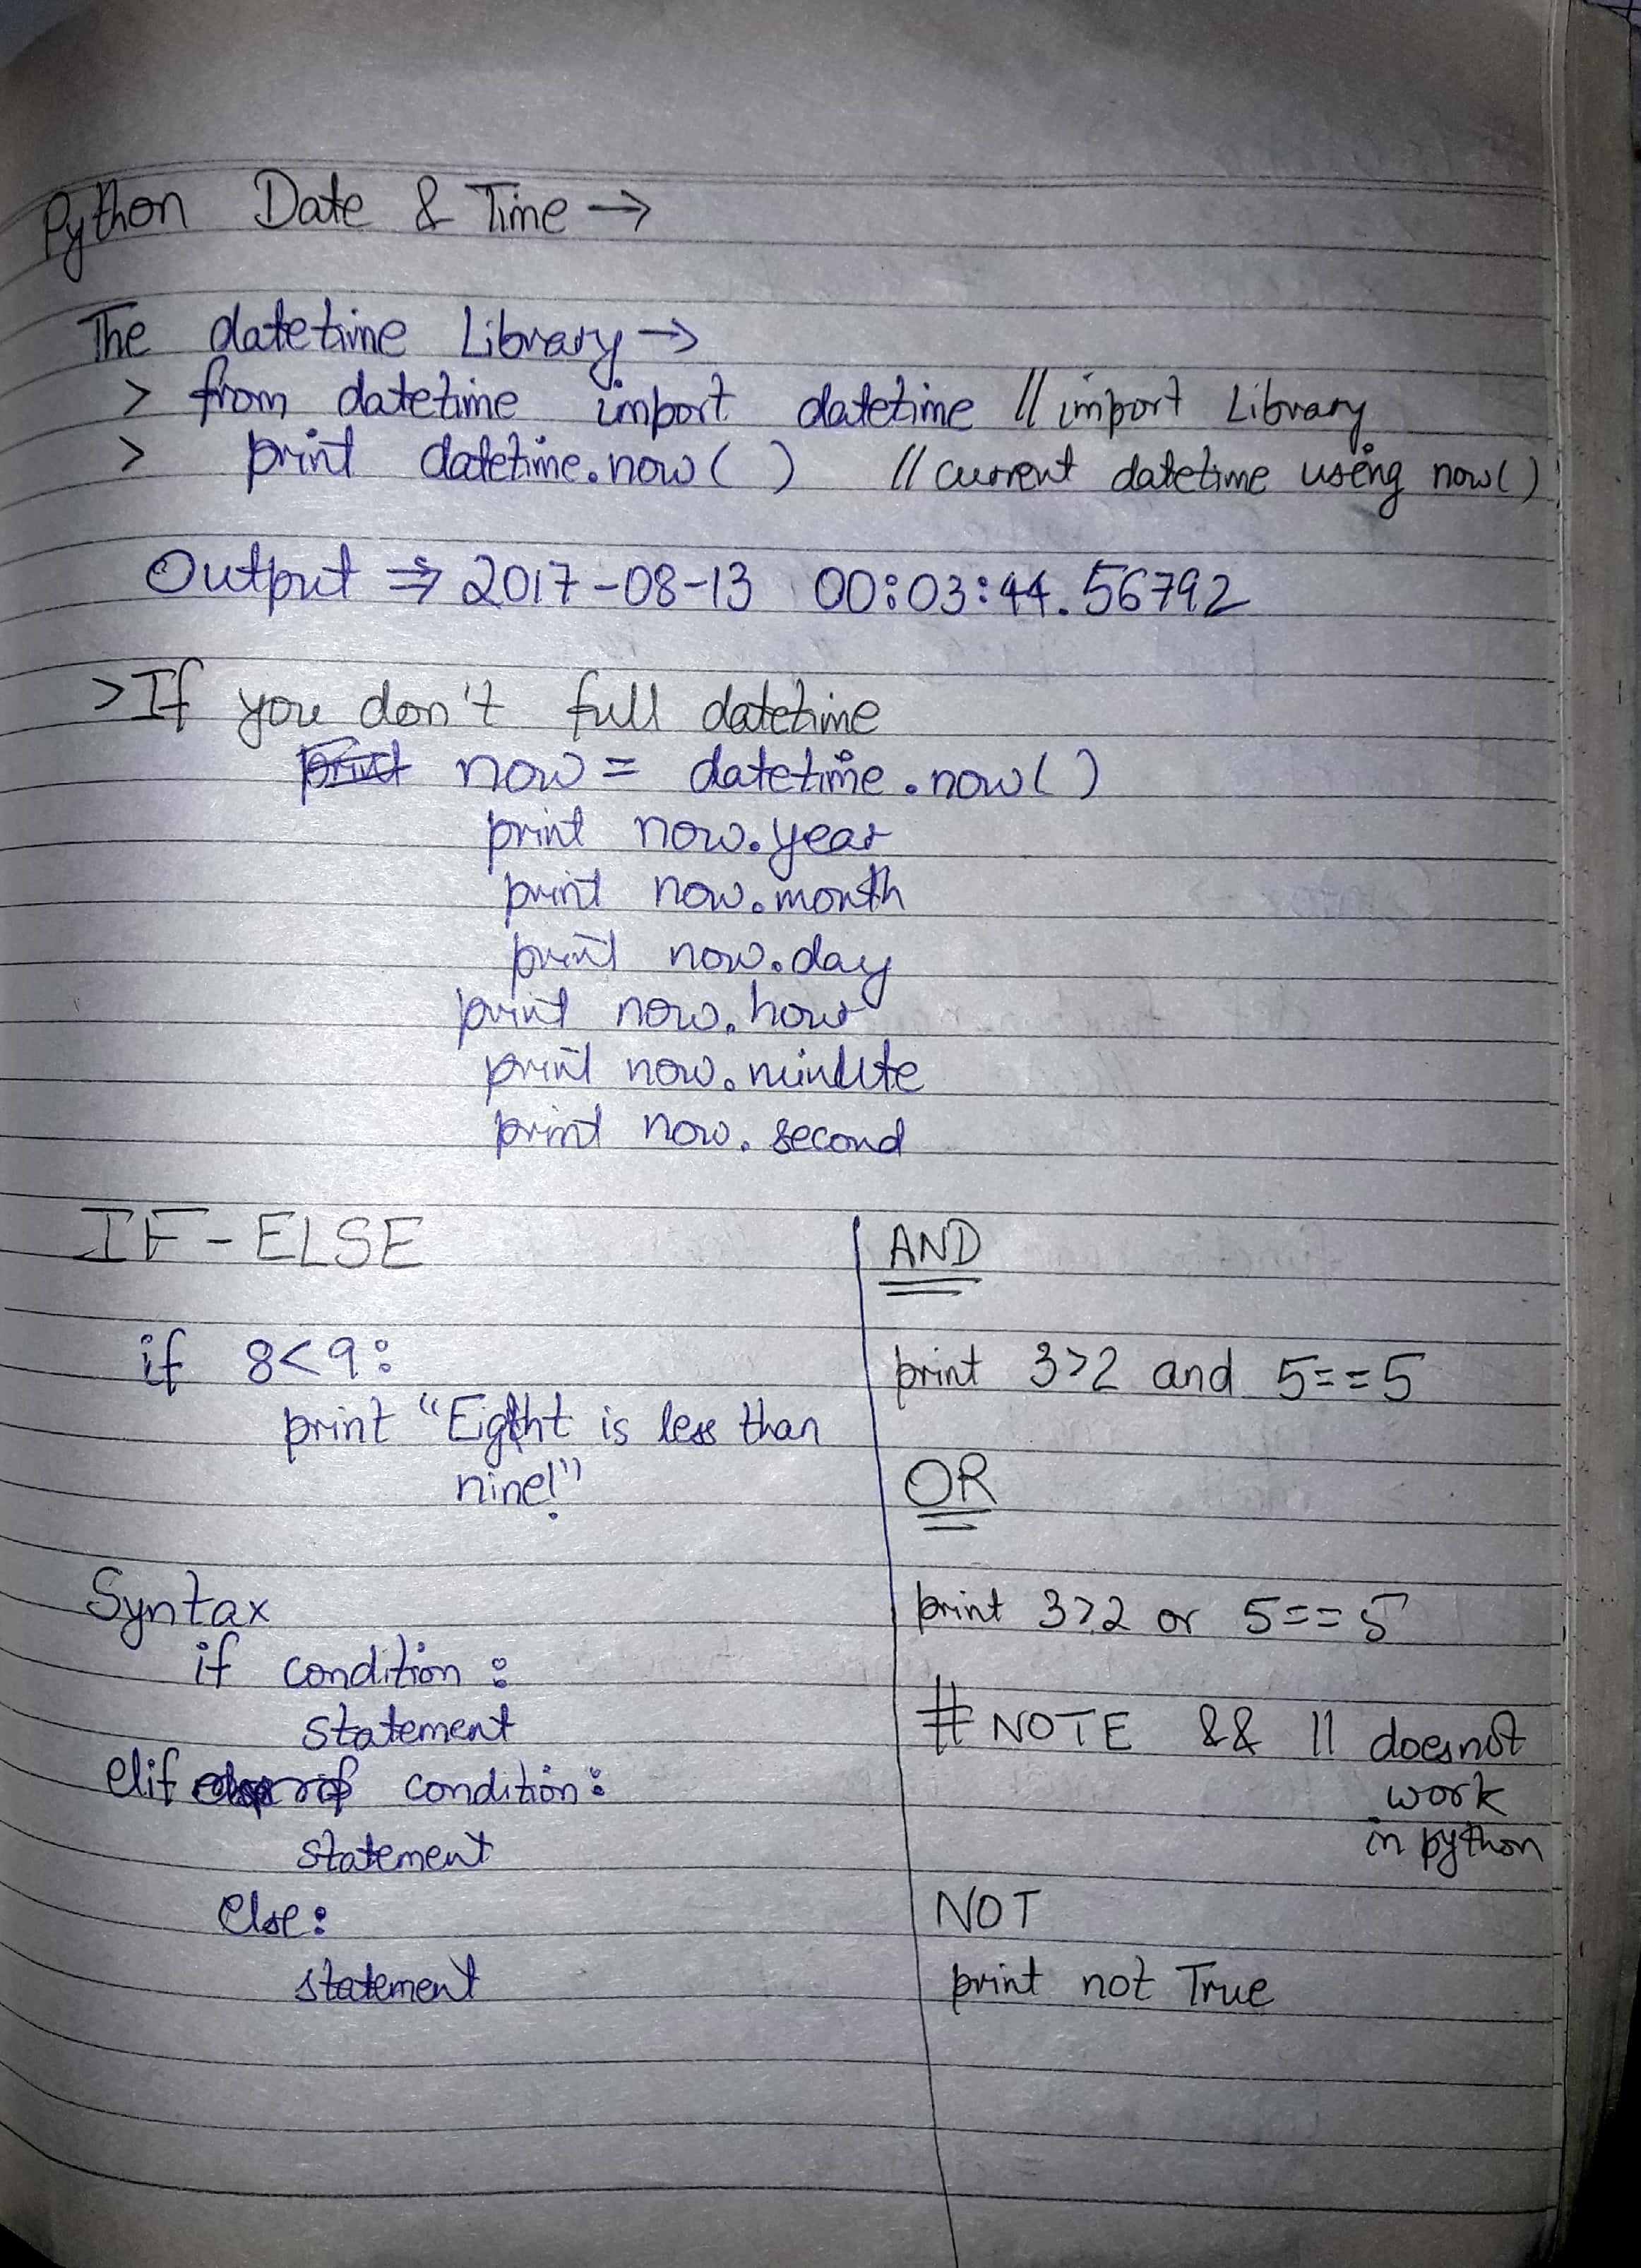 Python Date & Time →
The datetime Library →
> from datetime import datetime // import Library
> print datetime.now() // current datetime using now()
Output ⇒ 2017-08-13 00:03:44.56792
> If you don't full datetime
now = datetime.now()
print now.year
print now.month
print now.day
print now.hour
print now.minute
print now.second
IF-ELSE
if 8<9:
print "Eight is less than
nine!"
Syntax
if condition:
statement
elif condition:
statement
else:
statement
AND
print 3>2 and 5==5
OR
print 3>2 or 5==5
# NOTE && || doesnot
work
in python
NOT
print not True